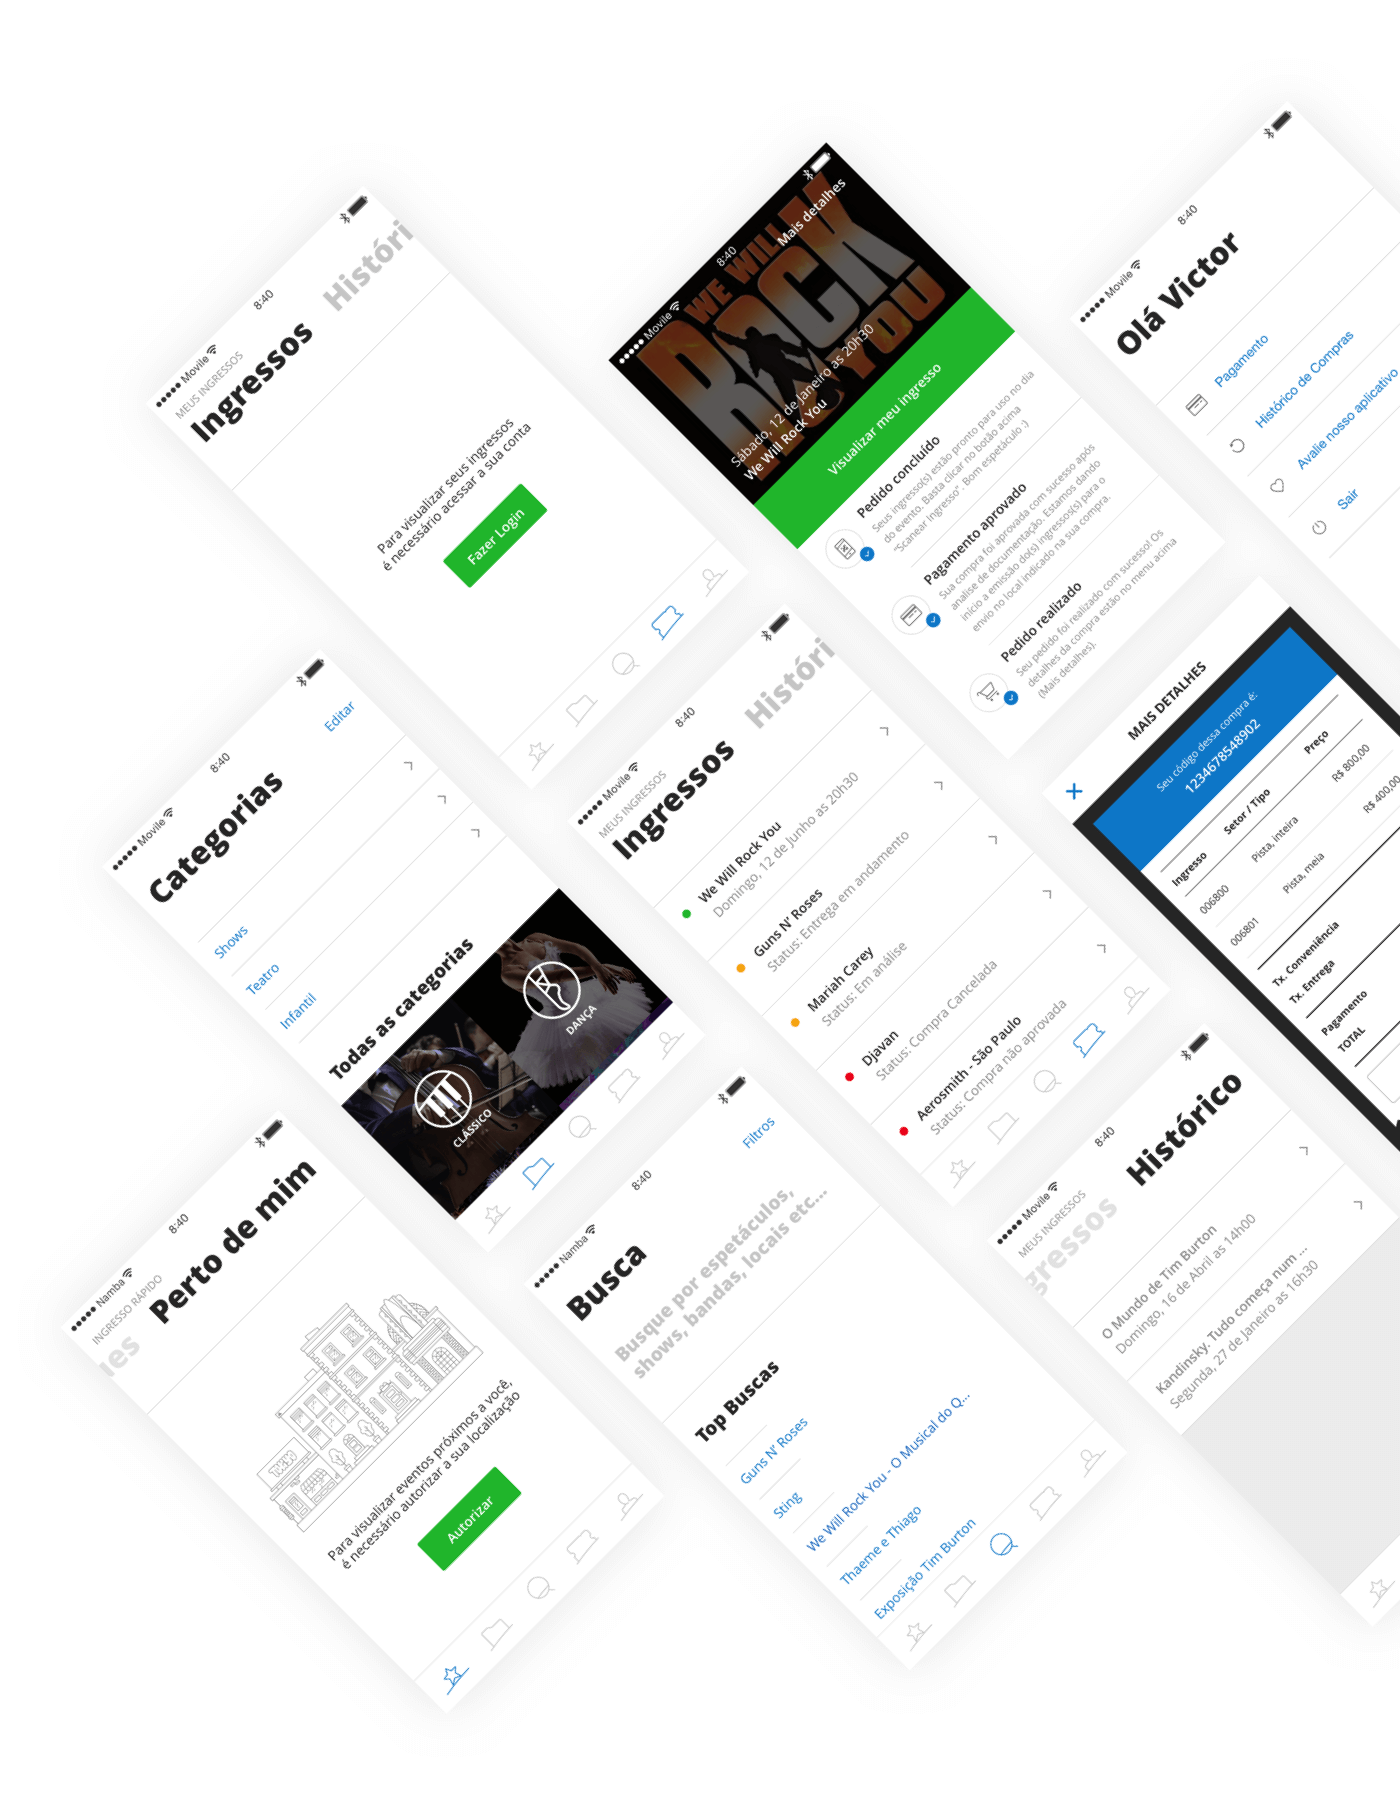 Movile
8:40
MEUS INGRESSOS
Ingressos
Históri
Para visualizar seus ingressos
é necessário acessar a sua conta
Fazer Login
Movile
8:40
Mais detalhes
WE WILL
ROCK
YOU
Sábado, 12 de Janeiro as 20h30
We Will Rock You
Visualizar meu ingresso
Pedido concluído
Seus ingresso(s) estão pronto para uso no dia
do evento. Basta clicar no botão acima
"Scanear Ingresso". Bom espetáculo :)
Pagamento aprovado
Sua compra foi aprovada com sucesso após
analise de documentação. Estamos dando
início a emissão do(s) ingressos(s) para o
envio no local indicado na sua compra.
Pedido realizado
Seu pedido foi realizado com sucesso! Os
detalhes da compra estão no menu acima
(Mais detalhes).
Movile
8:40
Olá Victor
Pagamento
Histórico de Compras
Avalie nosso aplicativo
Sair
Movile
8:40
Editar
Categorias
Shows
Teatro
Infantil
Todas as categorias
CLÁSSICO
DANÇA
Movile
8:40
MEUS INGRESSOS
Ingressos
Históri
We Will Rock You
Domingo, 12 de Junho as 20h30
Guns N' Roses
Status: Entrega em andamento
Mariah Carey
Status: Em análise
Djavan
Status: Compra Cancelada
Aerosmith - São Paulo
Status: Compra não aprovada
MAIS DETALHES
Seu código dessa compra é:
1234678548902
Ingresso
Setor / Tipo
Preço
006800
Pista, inteira
R$ 800,00
006801
Pista, meia
R$ 400,00
Tx. Conveniência
Tx. Entrega
Pagamento
TOTAL
Namba
8:40
INGRESSO RÁPIDO
ues
Perto de mim
Para visualizar eventos próximos a você,
é necessário autorizar a sua localização
Autorizar
Namba
8:40
Filtros
Busca
Busque por espetáculos,
shows, bandas, locais etc...
Top Buscas
Guns N' Roses
Sting
We Will Rock You - O Musical do Q...
Thaeme e Thiago
Exposição Tim Burton
Movile
8:40
MEUS INGRESSOS
gressos
Histórico
O Mundo de Tim Burton
Domingo, 16 de Abril as 14h00
Kandinsky. Tudo começa num ...
Segunda, 27 de Janeiro as 16h30